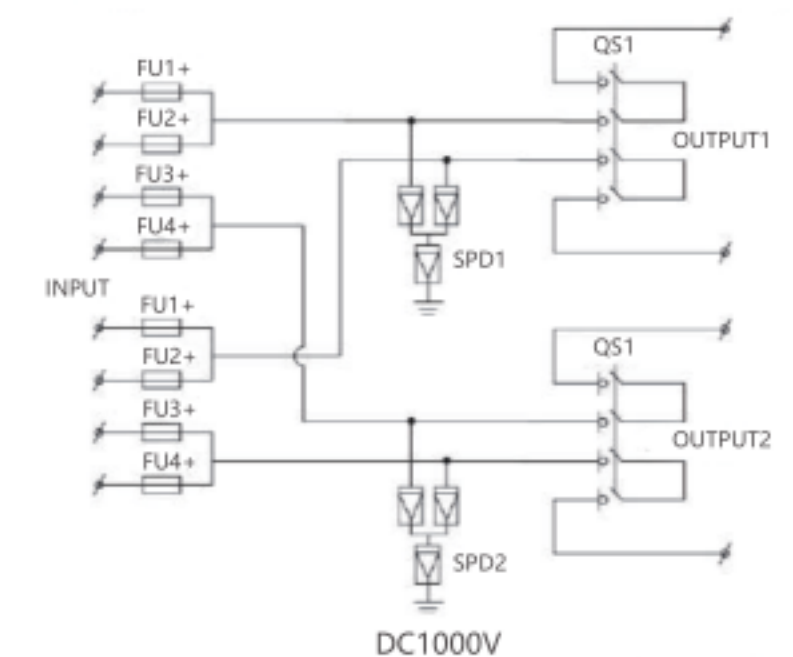 FU1+
FU2+
FU3+
FU4+
INPUT
FU1+
FU2+
FU3+
FU4+
SPD1
QS1
OUTPUT1
QS1
OUTPUT2
SPD2
DC1000V